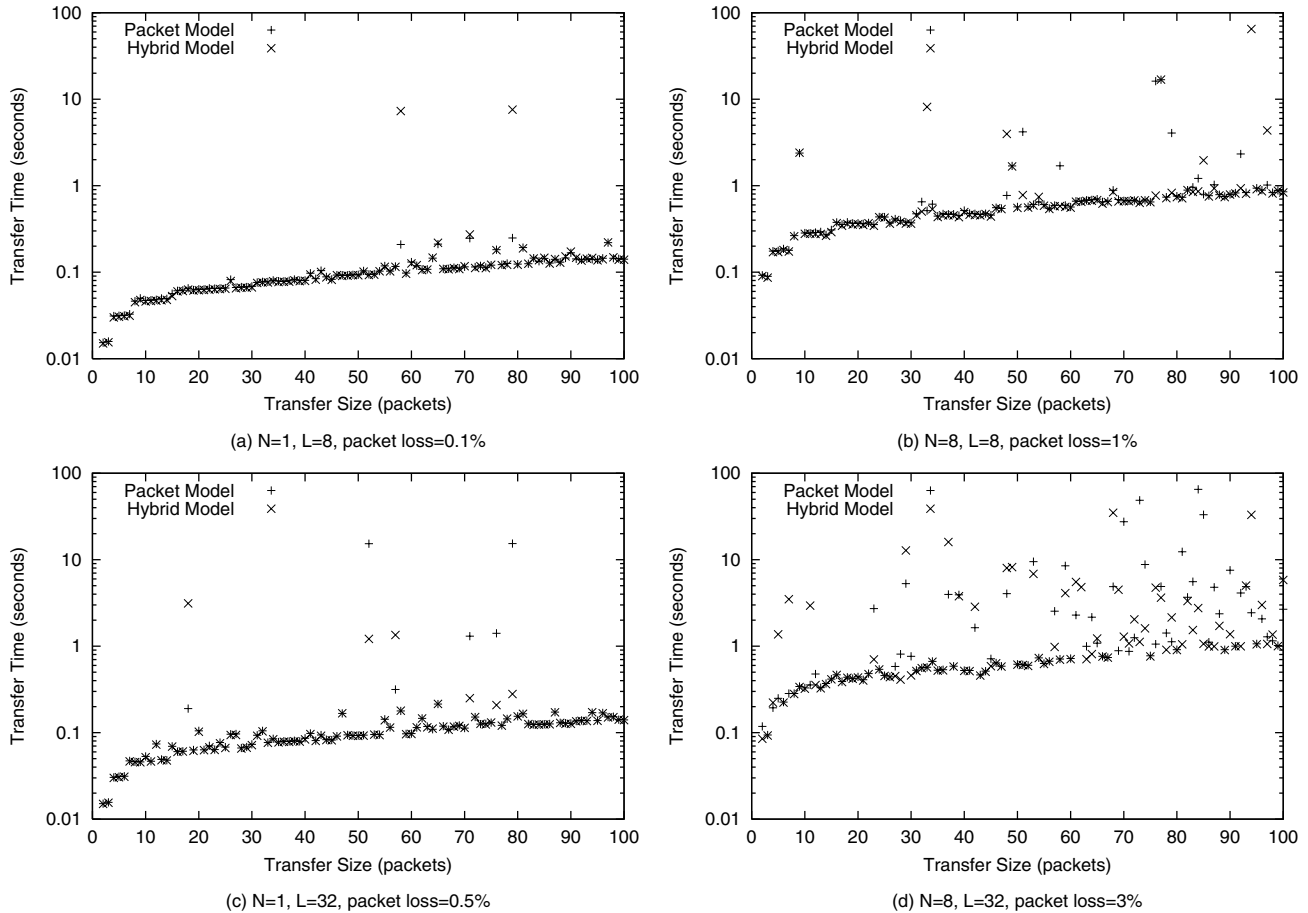 100
10
1
0.1
0.01
Transfer Time (seconds)
Packet Model
Hybrid Model
0 10 20 30 40 50 60 70 80 90 100
Transfer Size (packets)
(a) N=1, L=8, packet loss=0.1%
100
10
1
0.1
0.01
Transfer Time (seconds)
Packet Model
Hybrid Model
0 10 20 30 40 50 60 70 80 90 100
Transfer Size (packets)
(b) N=8, L=8, packet loss=1%
100
10
1
0.1
0.01
Transfer Time (seconds)
Packet Model
Hybrid Model
0 10 20 30 40 50 60 70 80 90 100
Transfer Size (packets)
(c) N=1, L=32, packet loss=0.5%
100
10
1
0.1
0.01
Transfer Time (seconds)
Packet Model
Hybrid Model
0 10 20 30 40 50 60 70 80 90 100
Transfer Size (packets)
(d) N=8, L=32, packet loss=3%